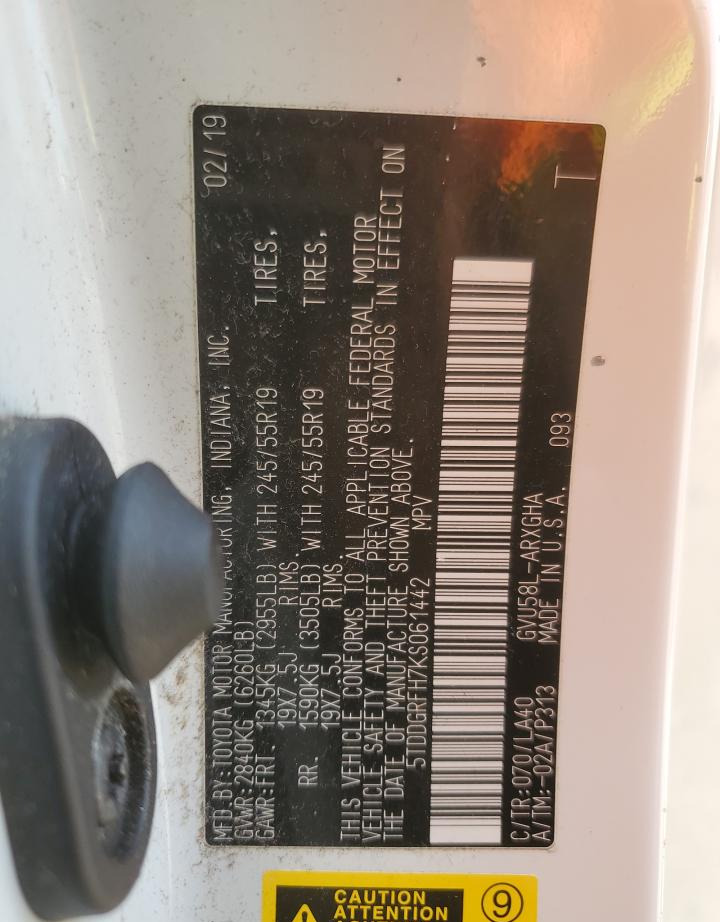 MFD BY:TOYOTA MOTOR MANUFACTURING, INDIANA, INC. 02/19
GVWR:2840KG (6260LB)
GAWR:FRT. 1345KG (2955LB) WITH 245/55R19 TIRES,
19X7.5J RIMS
RR. 1590KG (3505LB) WITH 245/55R19 TIRES,
19X7.5J RIMS
THIS VEHICLE CONFORMS TO ALL APPLICABLE FEDERAL MOTOR
VEHICLE SAFETY AND THEFT PREVENTION STANDARDS IN EFFECT ON
THE DATE OF MANUFACTURE SHOWN ABOVE.
5TDDGRFH7KS061442 MPV
C/TR:070/LA40 GVU58L-ARXGHA
A/TM:-02A/P313 MADE IN U.S.A. 093
T
CAUTION
ATTENTION
9